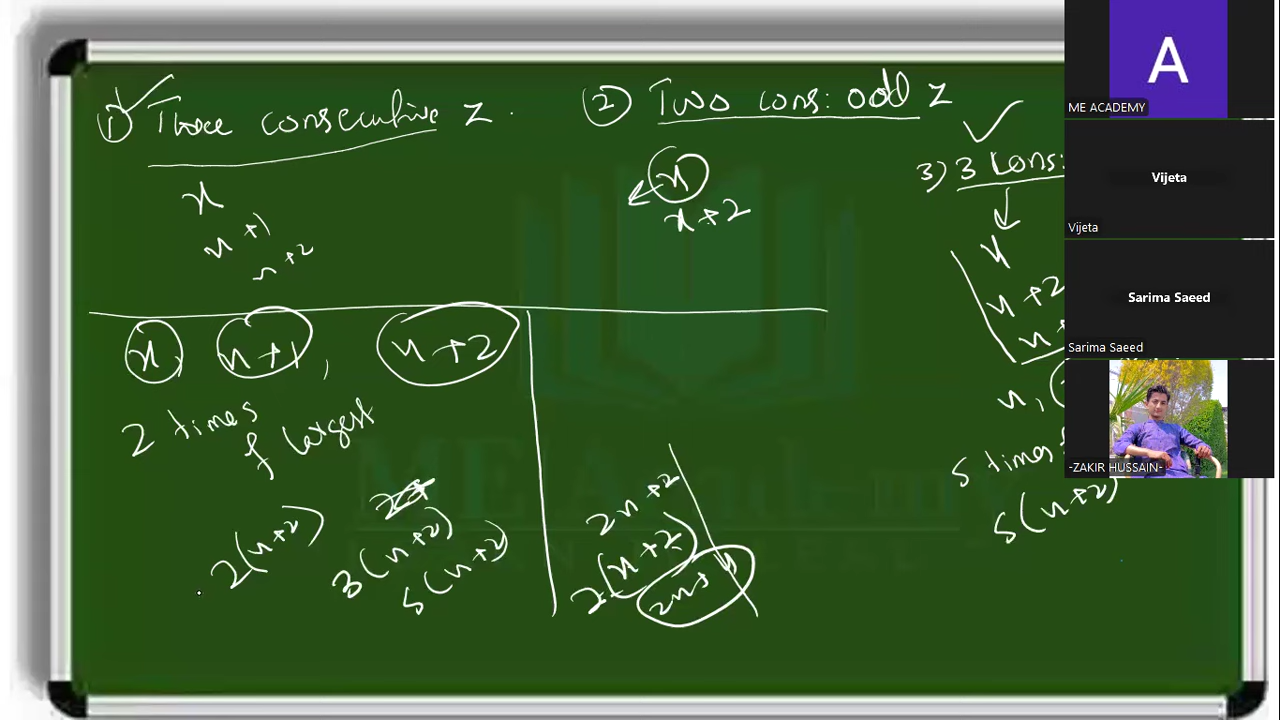 ① Three consecutive Z.
x
x+1
x+2
② Two cons: odd Z
x
x+2
3) 3 Cons:
x
x+2
x+
x, x+1, x+2
2 times of largest
2(x+2) 3(x+2) 5(x+2)
2x+2
2(x+2)
2x+4
x, (
5 times
5(x+2)
ME Academy
A
ME ACADEMY
Vijeta
Vijeta
Sarima Saeed
Sarima Saeed
-ZAKIR HUSSAIN-